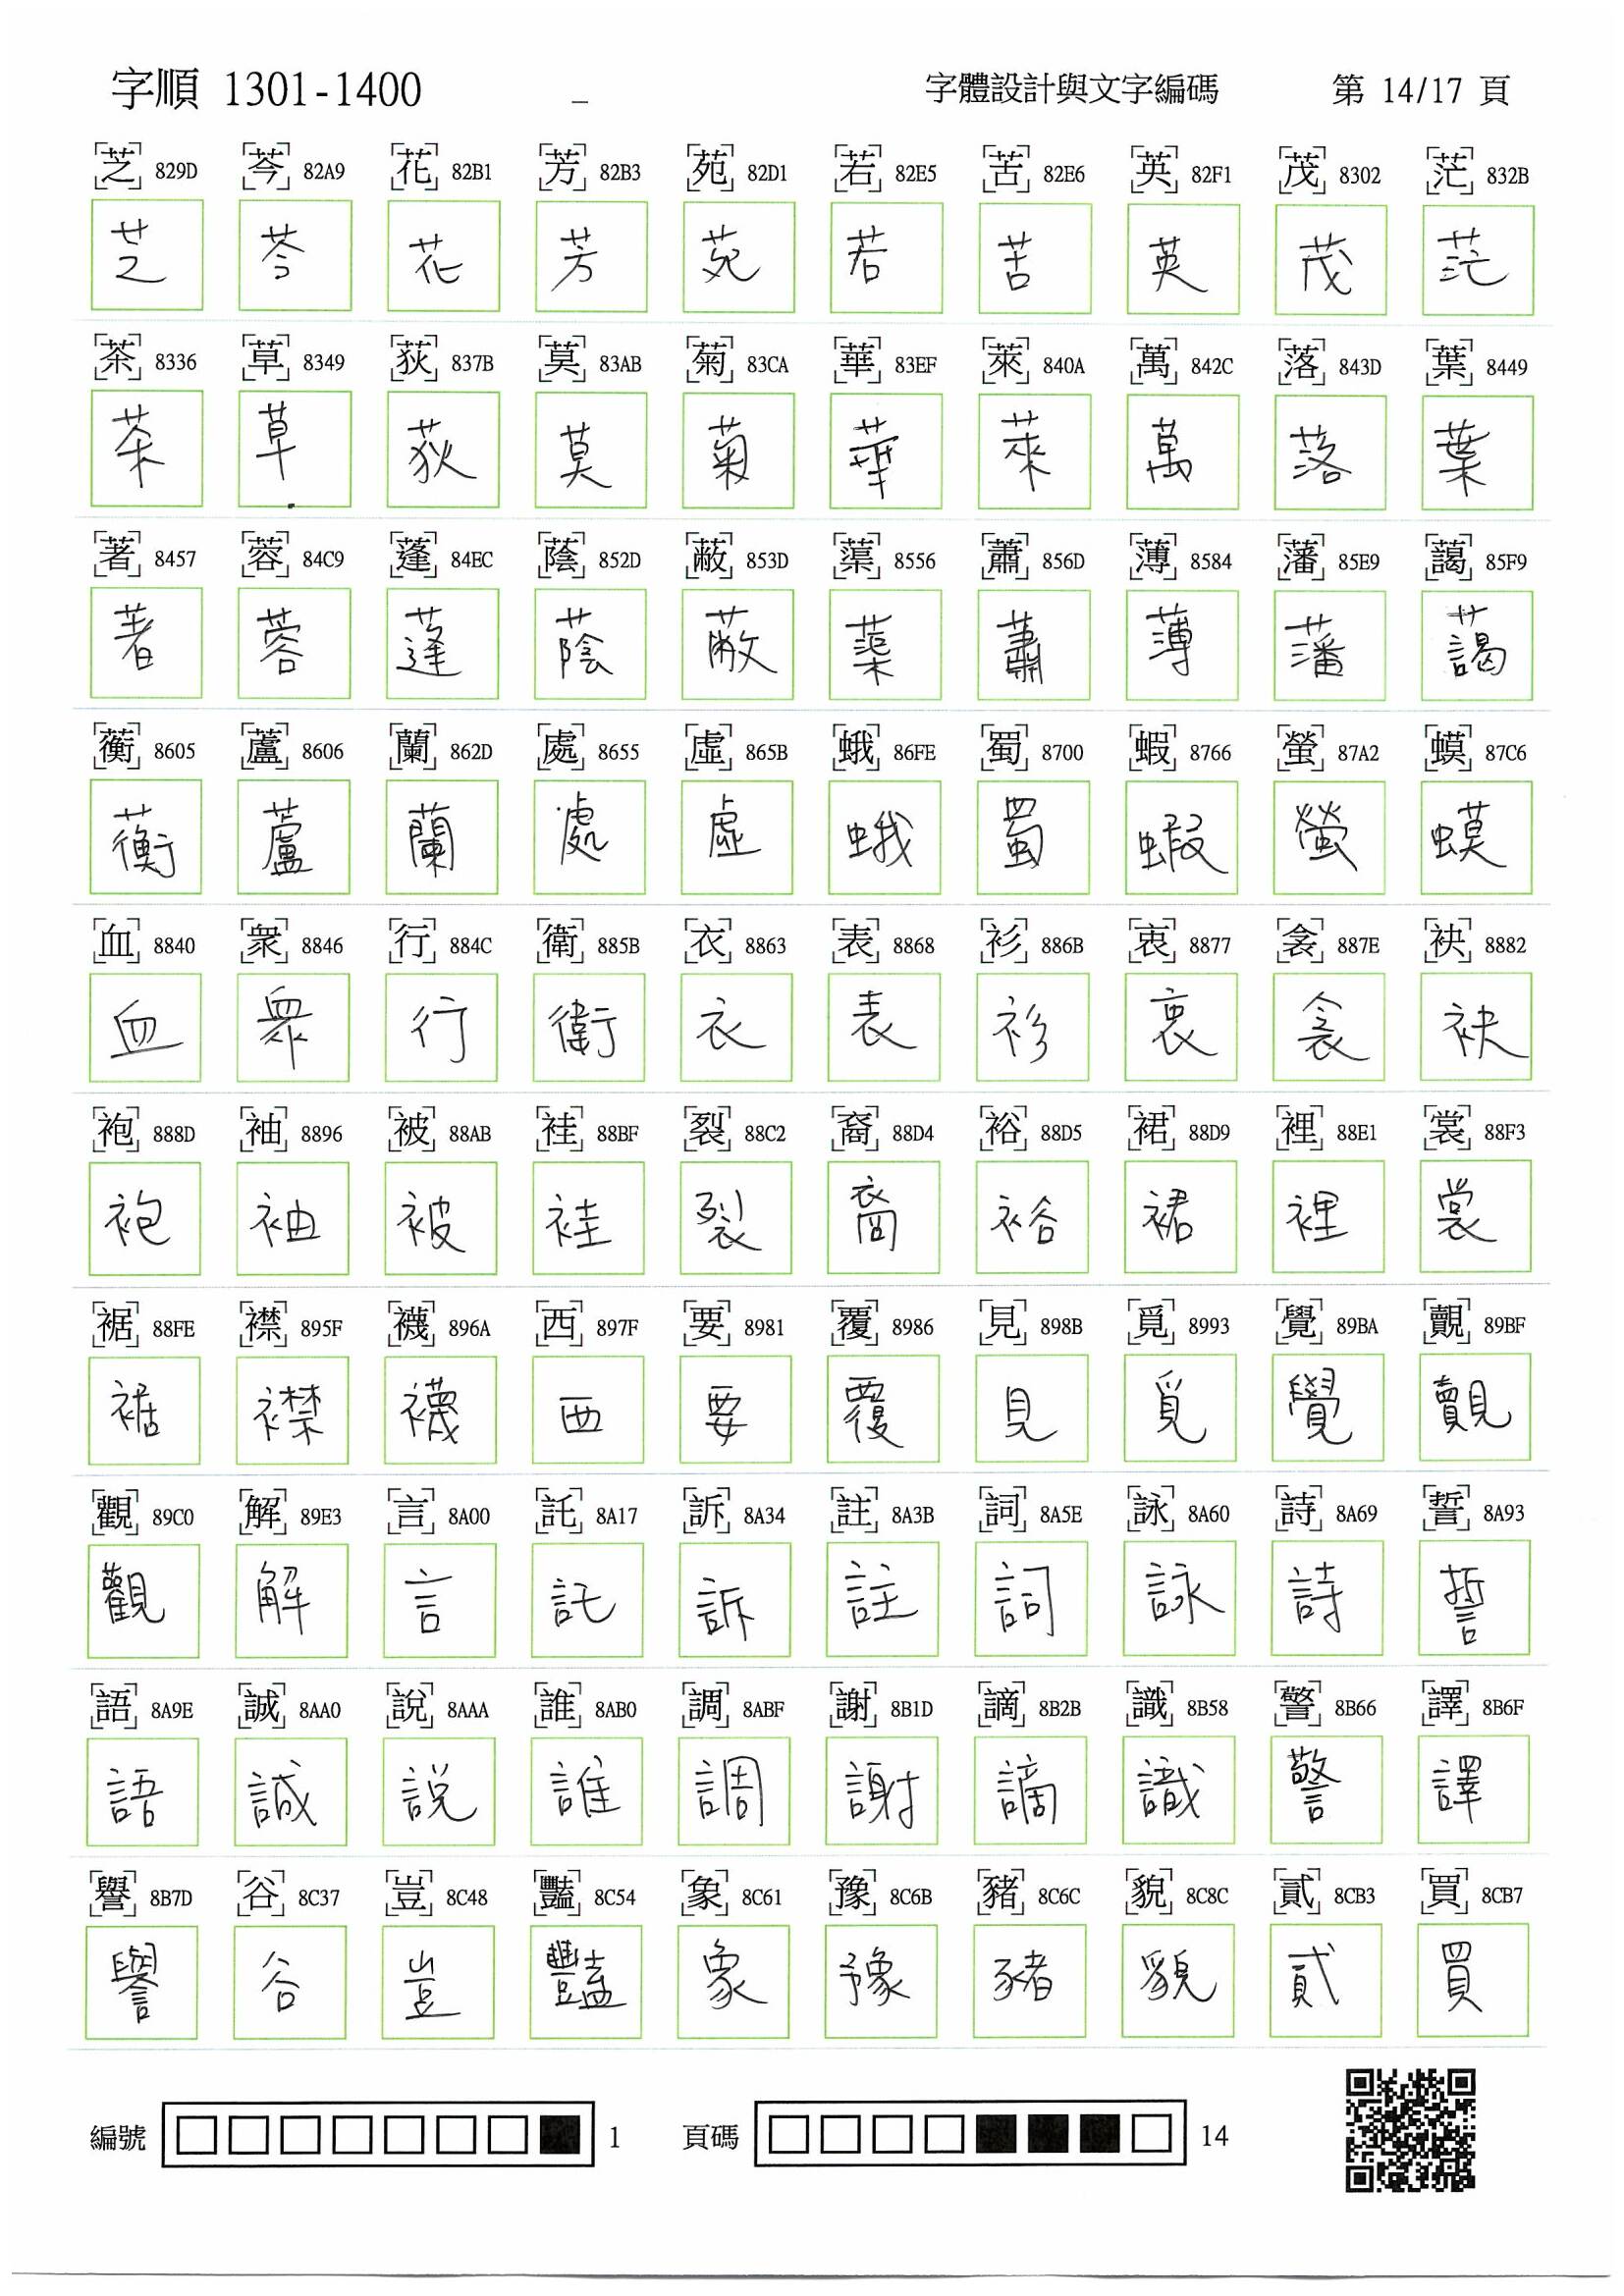 字順 1301-1400 字體設計與文字編碼 第 14/17 頁
芝 829D 芩 82A9 花 82B1 芳 82B3 苑 82D1 若 82E5 苦 82E6 英 82F1 茂 8302 茫 832B
芝 芩 花 芳 苑 若 苦 英 茂 茫
茶 8336 草 8349 荻 837B 莫 83AB 菊 83CA 華 83EF 萊 840A 萬 842C 落 843D 葉 8449
茶 草 荻 莫 菊 華 萊 萬 落 葉
著 8457 蓉 84C9 蓬 84EC 蔭 852D 蔽 853D 蕖 8556 蕭 856D 薄 8584 藩 85E9 藹 85F9
著 蓉 蓬 蔭 蔽 蕖 蕭 薄 藩 藹
蘅 8605 蘆 8606 蘭 862D 處 8655 虛 865B 蛾 86FE 蜀 8700 蝦 8766 螢 87A2 蟆 87C6
蘅 蘆 蘭 處 虛 蛾 蜀 蝦 螢 蟆
血 8840 眾 8846 行 884C 衛 885B 衣 8863 表 8868 衫 886B 衷 8877 衾 887E 袂 8882
血 眾 行 衛 衣 表 衫 衷 衾 袂
袍 888D 袖 8896 被 88AB 袿 88BF 裂 88C2 裔 88D4 裕 88D5 裙 88D9 裡 88E1 裳 88F3
袍 袖 被 袿 裂 裔 裕 裙 裡 裳
裾 88FE 襟 895F 襪 896A 西 897F 要 8981 覆 8986 見 898B 覓 8993 覺 89BA 覿 89BF
裾 襟 襪 西 要 覆 見 覓 覺 覿
觀 89C0 解 89E3 言 8A00 託 8A17 訴 8A34 註 8A3B 詞 8A5E 詠 8A60 詩 8A69 誓 8A93
觀 解 言 託 訴 註 詞 詠 詩 誓
語 8A9E 誠 8AA0 說 8AAA 誰 8AB0 調 8ABF 謝 8B1D 謫 8B2B 識 8B58 警 8B66 譯 8B6F
語 誠 說 誰 調 謝 謫 識 警 譯
譽 8B7D 谷 8C37 豈 8C48 豔 8C54 象 8C61 豫 8C6B 豬 8C6C 貌 8C8C 貳 8CB3 買 8CB7
譽 谷 豈 豔 象 豫 豬 貌 貳 買
編號 1 頁碼 14